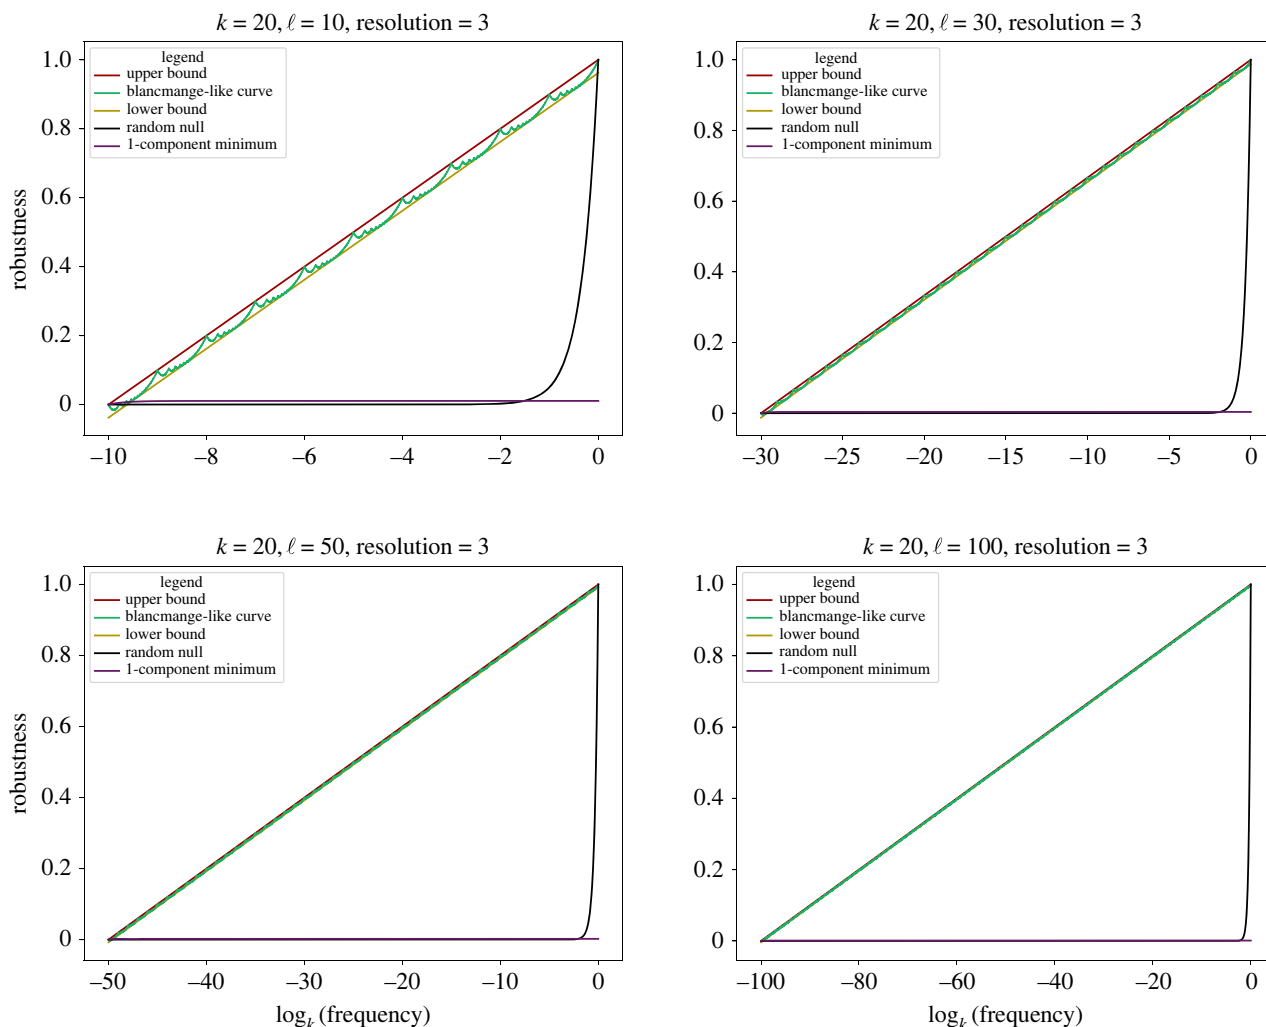 k = 20, ℓ = 10, resolution = 3
legend
upper bound
blancmange-like curve
lower bound
random null
1-component minimum
1.0
0.8
0.6
0.4
0.2
0
robustness
–10 –8 –6 –4 –2 0
k = 20, ℓ = 30, resolution = 3
legend
upper bound
blancmange-like curve
lower bound
random null
1-component minimum
1.0
0.8
0.6
0.4
0.2
0
–30 –25 –20 –15 –10 –5 0
k = 20, ℓ = 50, resolution = 3
legend
upper bound
blancmange-like curve
lower bound
random null
1-component minimum
1.0
0.8
0.6
0.4
0.2
0
robustness
–50 –40 –30 –20 –10 0
log_k (frequency)
k = 20, ℓ = 100, resolution = 3
legend
upper bound
blancmange-like curve
lower bound
random null
1-component minimum
1.0
0.8
0.6
0.4
0.2
0
–100 –80 –60 –40 –20 0
log_k (frequency)